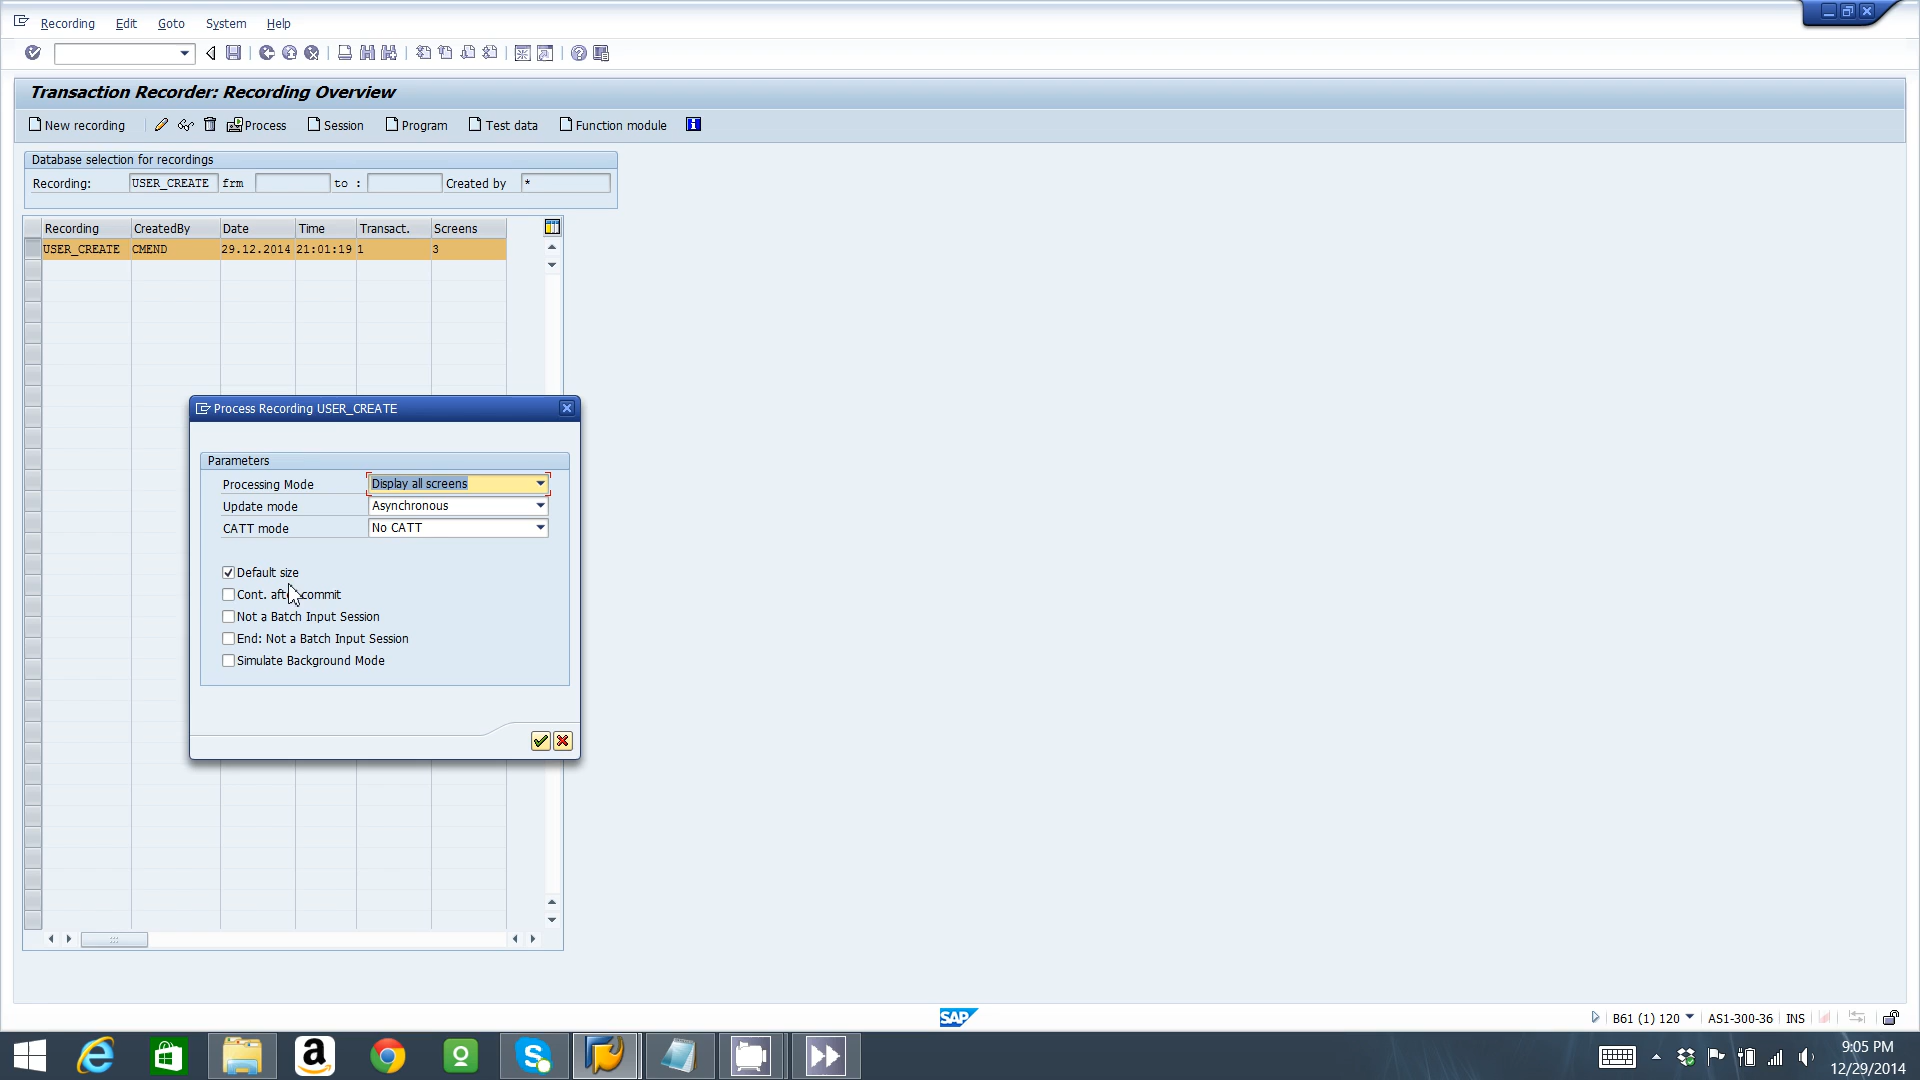 Recording Edit Goto System Help
Transaction Recorder: Recording Overview
New recording Process Session Program Test data Function module
Database selection for recordings
Recording: USER_CREATE frm to : Created by *
Recording CreatedBy Date Time Transact. Screens
USER_CREATE CMEND 29.12.2014 21:01:19 1 3
Process Recording USER_CREATE
Parameters
Processing Mode Display all screens
Update mode Asynchronous
CATT mode No CATT
Default size
Cont. after commit
Not a Batch Input Session
End: Not a Batch Input Session
Simulate Background Mode
SAP
B61 (1) 120 AS1-300-36 INS
9:05 PM
12/29/2014